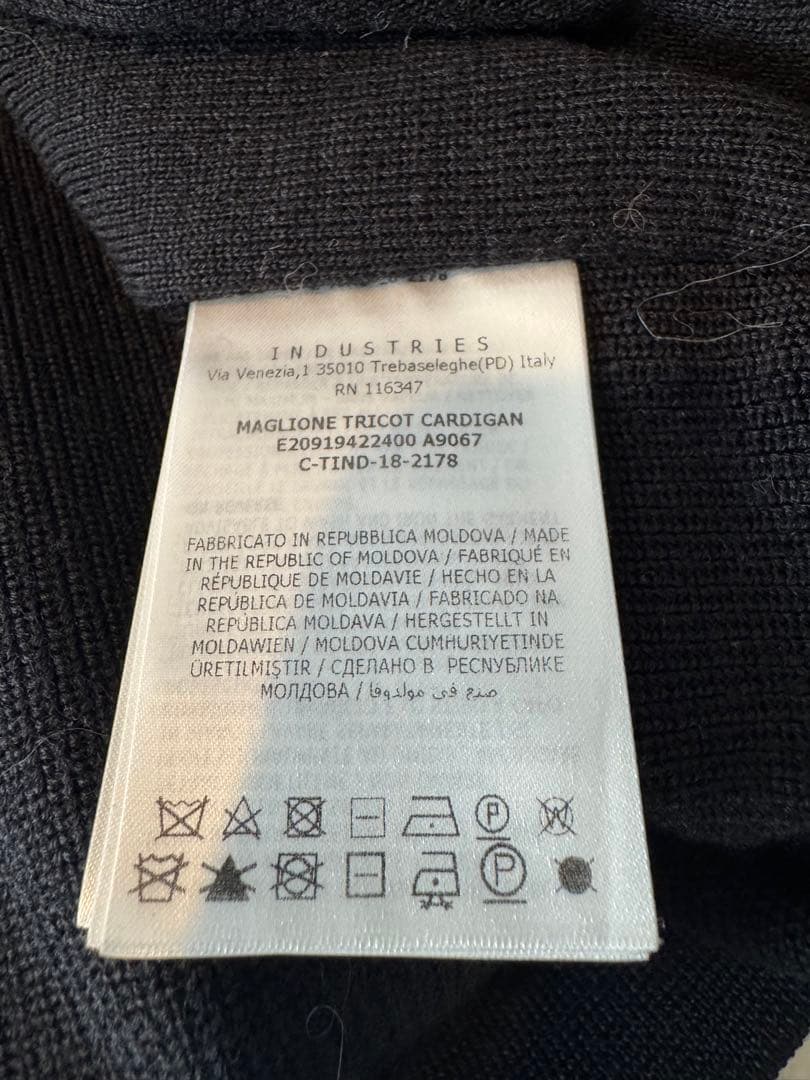 INDUSTRIES
Via Venezia,1 35010 Trebaseleghe(PD) Italy
RN 116347
MAGLIONE TRICOT CARDIGAN
E20919422400 A9067
C-TIND-18-2178
FABBRICATO IN REPUBBLICA MOLDOVA / MADE
IN THE REPUBLIC OF MOLDOVA / FABRIQUÉ EN
RÉPUBLIQUE DE MOLDAVIE / HECHO EN LA
REPÚBLICA DE MOLDAVIA / FABRICADO NA
REPÚBLICA MOLDAVA / HERGESTELLT IN
MOLDAWIEN / MOLDOVA CUMHURIYETINDE
ÜRETILMIŞTIR / СДЕЛАНО В РЕСПУБЛИКЕ
МОЛДОВА / صنع في مولدوفا
P W
P